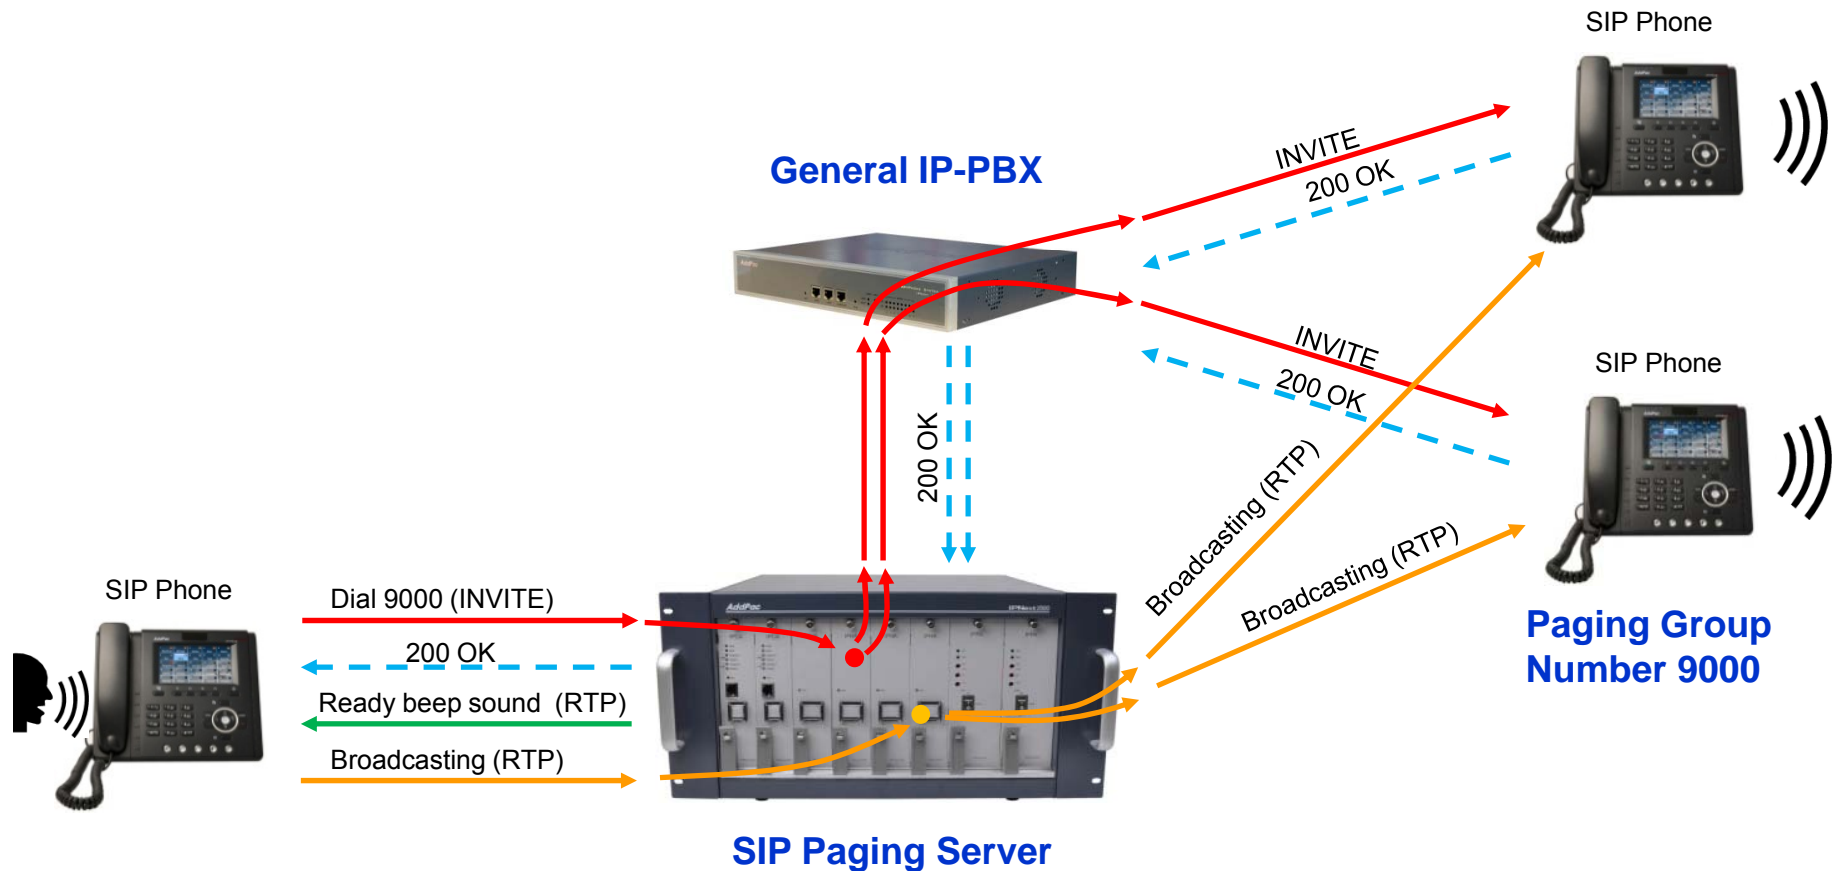 SIP Phone
INVITE
200 OK
General IP-PBX
AddPac
INVITE
200 OK
SIP Phone
200 OK
Broadcasting (RTP)
Broadcasting (RTP)
SIP Phone
Dial 9000 (INVITE)
200 OK
Ready beep sound (RTP)
Broadcasting (RTP)
AddPac
Paging Group
Number 9000
SIP Paging Server